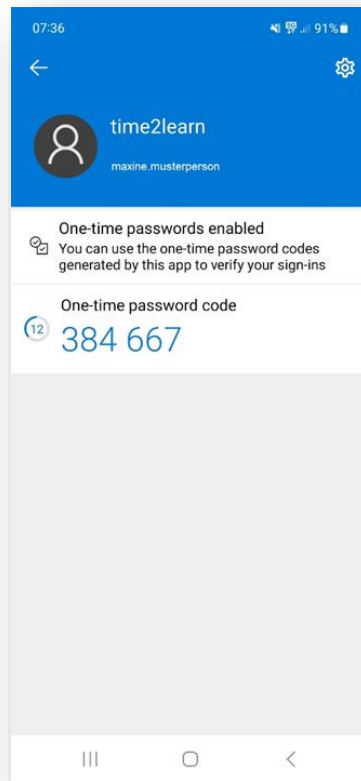 07:36 91%
time2learn
maxine.musterperson
One-time passwords enabled
You can use the one-time password codes
generated by this app to verify your sign-ins
One-time password code
12
384 667